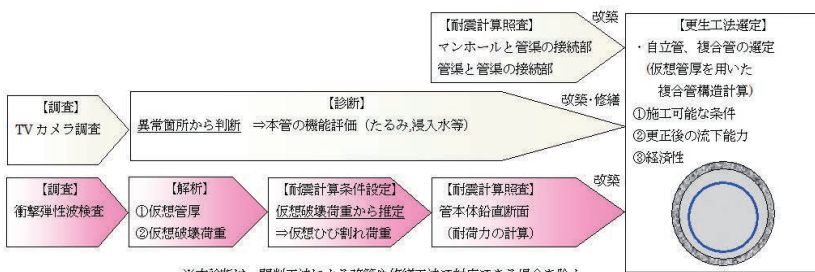 【耐震計算照査】
マンホールと管渠の接続部
管渠と管渠の接続部
改築
【更生工法選定】
・自立管、複合管の選定
(仮想管厚を用いた
複合管構造計算)
①施工可能な条件
②更正後の流下能力
③経済性
【調査】
TVカメラ調査
【診断】
異常箇所から判断 ⇒本管の機能評価(たるみ,浸入水等)
改築・修繕
【調査】
衝撃弾性波検査
【解析】
①仮想管厚
②仮想破壊荷重
【耐震計算条件設定】
仮想破壊荷重から推定
⇒仮想ひび割れ荷重
【耐震計算照査】
管本体鉛直断面
(耐荷力の計算)
改築